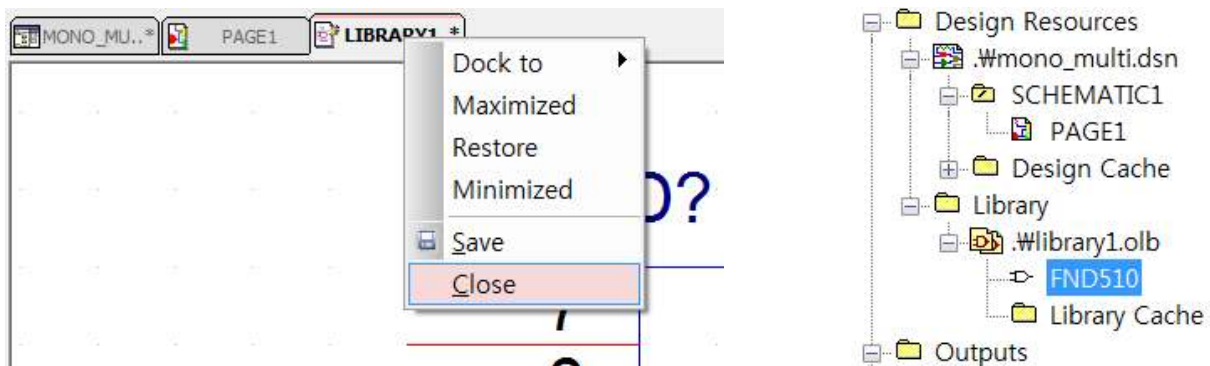 MONO_MU..*
PAGE1
LIBRARY1 *
Dock to
Maximized
Restore
Minimized
Save
Close
D?
7
Design Resources
.₩mono_multi.dsn
SCHEMATIC1
PAGE1
Design Cache
Library
.₩library1.olb
FND510
Library Cache
Outputs